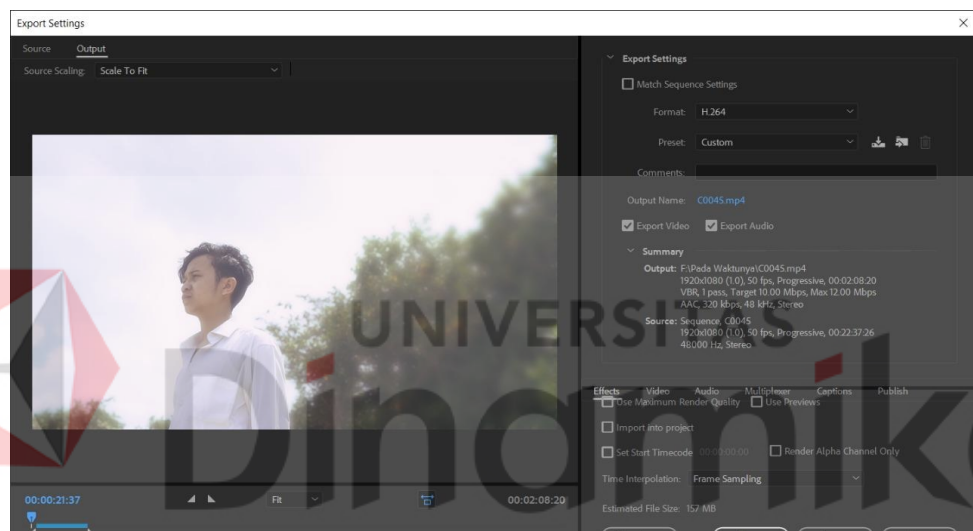 Export Settings
Source Output
Source Scaling: Scale To Fit
Export Settings
Match Sequence Settings
Format: H.264
Preset: Custom
Comments:
Output Name: C0045.mp4
Export Video Export Audio
Summary
Output: F:\Pada Waktunya\C0045.mp4
1920x1080 (1.0), 50 fps, Progressive, 00:02:08:20
VBR, 1 pass, Target 10.00 Mbps, Max 12.00 Mbps
AAC, 320 kbps, 48 kHz, Stereo
Source: Sequence, C0045
1920x1080 (1.0), 50 fps, Progressive, 00:22:37:26
48000 Hz, Stereo
Effects Video Audio Multiplexer Captions Publish
Use Maximum Render Quality Use Previews
Import into project
Set Start Timecode 00:00:00:00 Render Alpha Channel Only
Time Interpolation: Frame Sampling
Estimated File Size: 157 MB
00:00:21:37 Fit 00:02:08:20
UNIVERSITAS
Dinamik